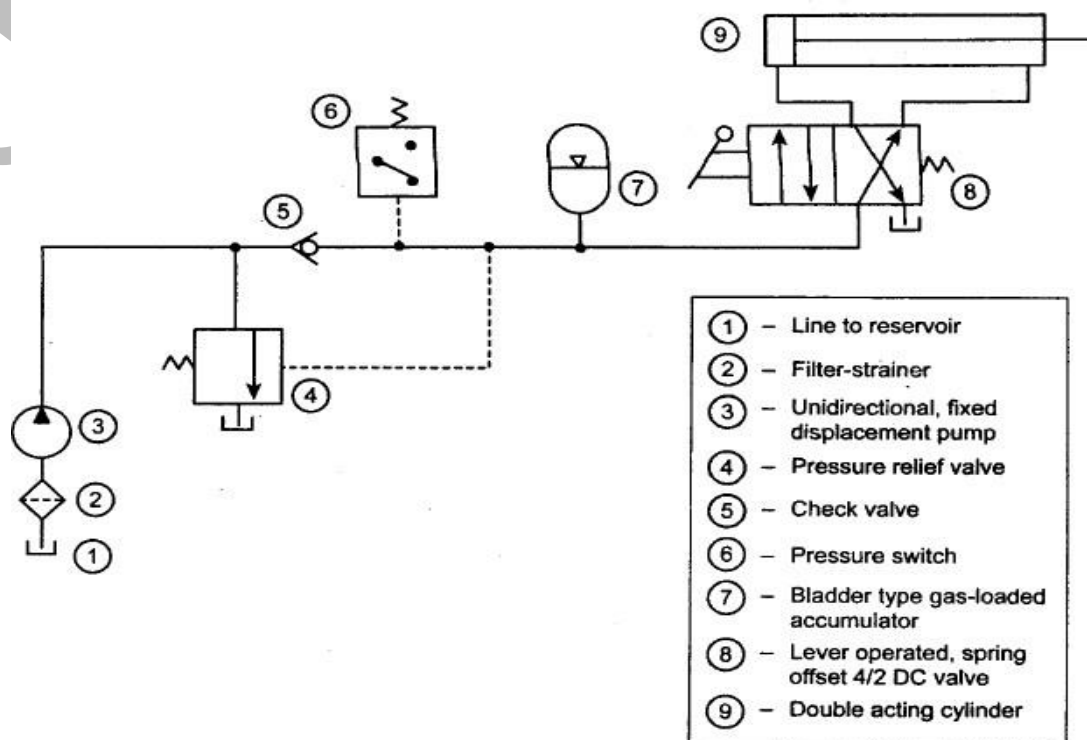 9
6
7
8
5
4
3
2
1
1 – Line to reservoir
2 – Filter-strainer
3 – Unidirectional, fixed
displacement pump
4 – Pressure relief valve
5 – Check valve
6 – Pressure switch
7 – Bladder type gas-loaded
accumulator
8 – Lever operated, spring
offset 4/2 DC valve
9 – Double acting cylinder